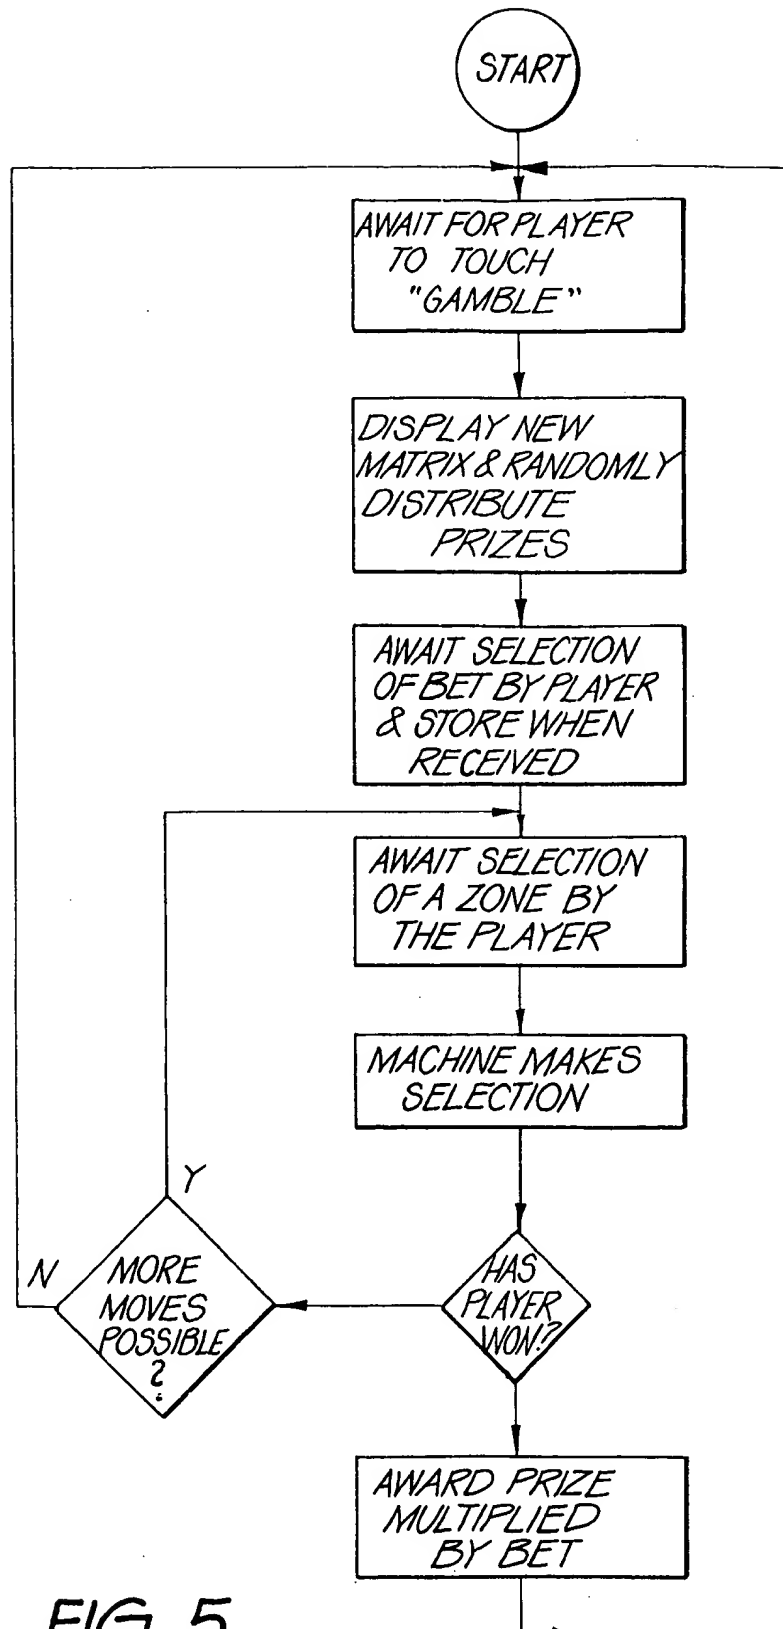 START
AWAIT FOR PLAYER
TO TOUCH
"GAMBLE"
DISPLAY NEW
MATRIX & RANDOMLY
DISTRIBUTE
PRIZES
AWAIT SELECTION
OF BET BY PLAYER
& STORE WHEN
RECEIVED
AWAIT SELECTION
OF A ZONE BY
THE PLAYER
MACHINE MAKES
SELECTION
Y
N
MORE
MOVES
POSSIBLE
?
HAS
PLAYER
WON?
AWARD PRIZE
MULTIPLIED
BY BET
FIG. 5